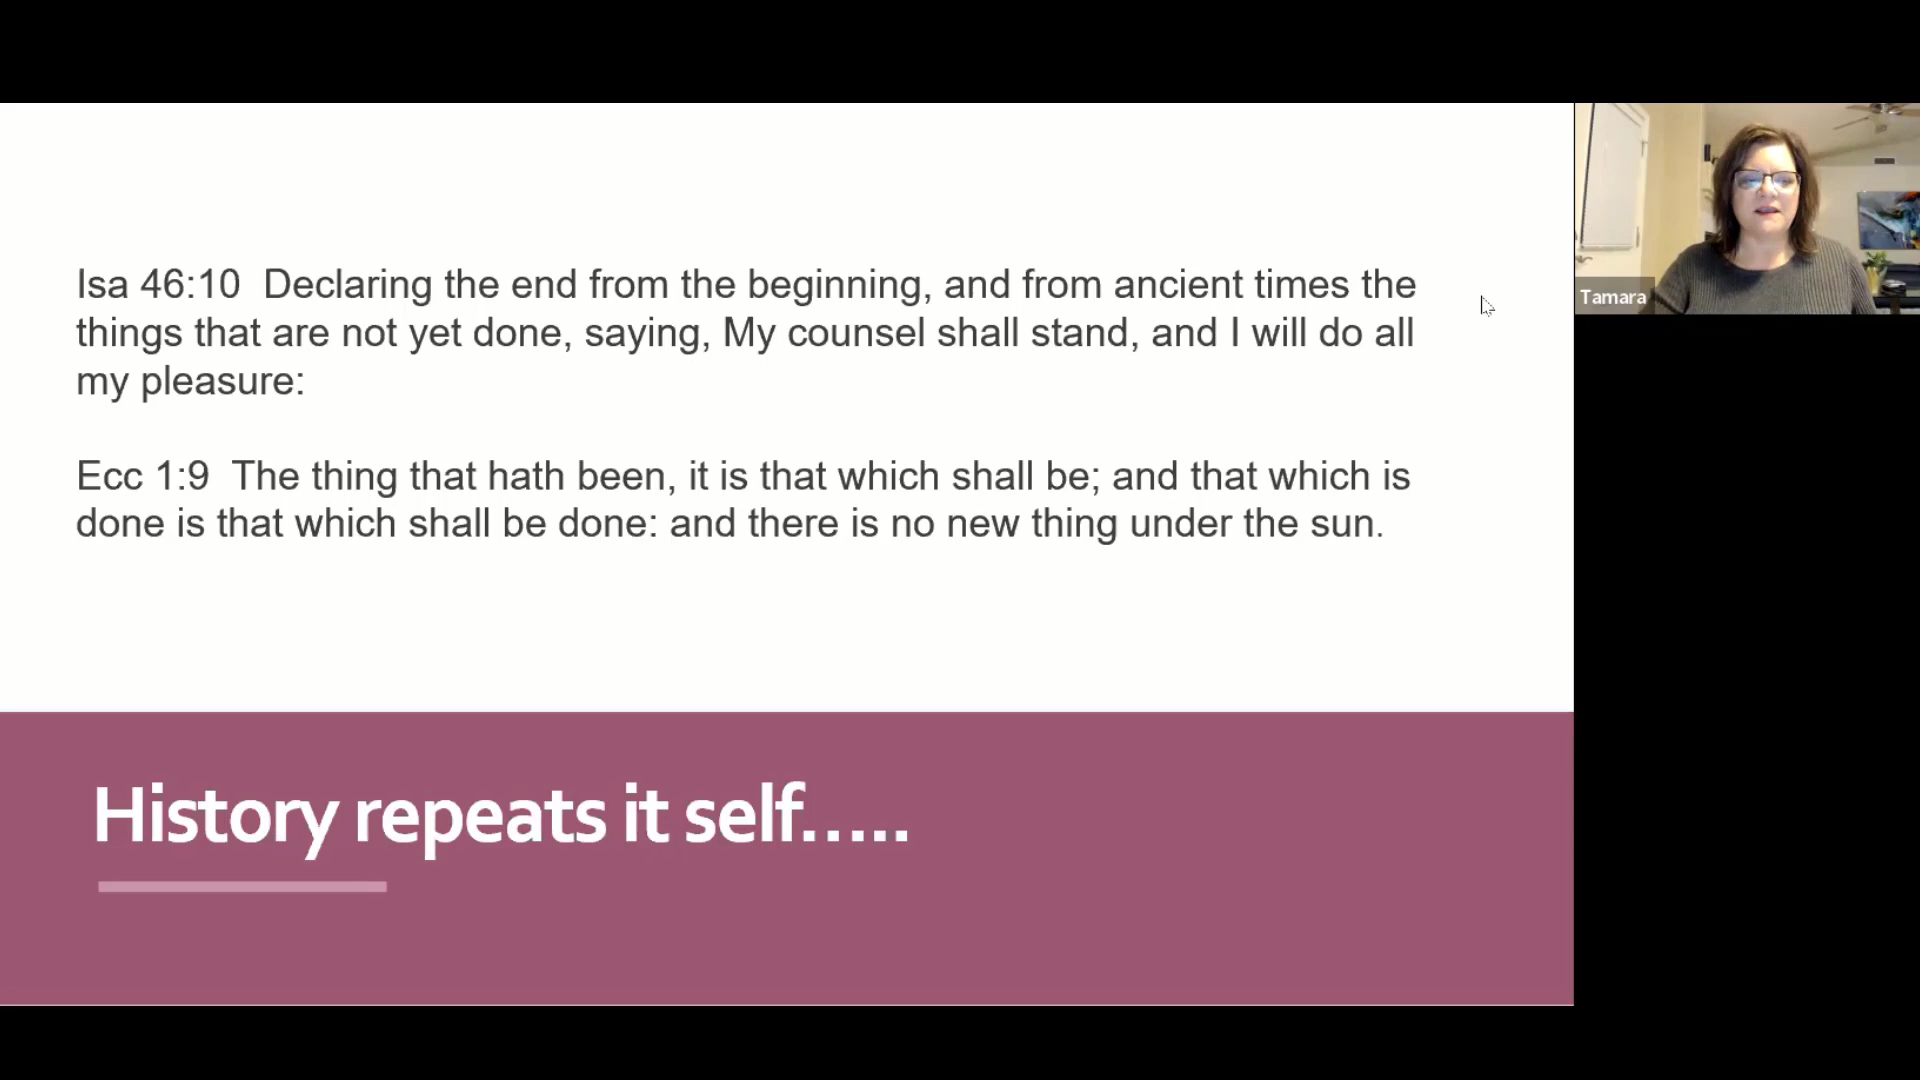 Isa 46:10  Declaring the end from the beginning, and from ancient times the
things that are not yet done, saying, My counsel shall stand, and I will do all
my pleasure:
Ecc 1:9  The thing that hath been, it is that which shall be; and that which is
done is that which shall be done: and there is no new thing under the sun.
History repeats it self.....
Tamara